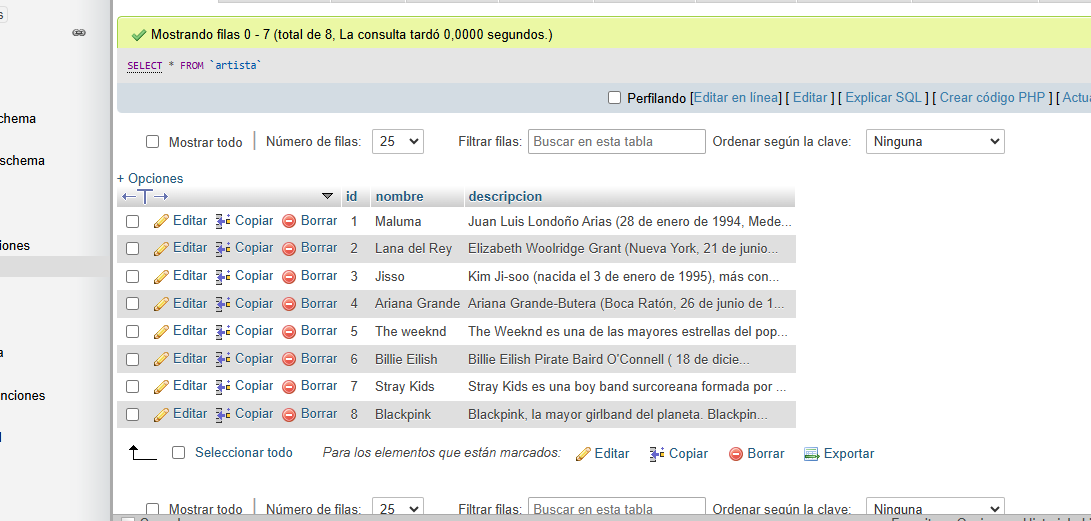 s
Mostrando filas 0 - 7 (total de 8, La consulta tardó 0,0000 segundos.)
SELECT * FROM `artista`
Perfilando [Editar en línea] [ Editar ] [ Explicar SQL ] [ Crear código PHP ] [ Actua
chema
Mostrar todo Número de filas: 25 Filtrar filas: Buscar en esta tabla Ordenar según la clave: Ninguna
schema
+ Opciones
id nombre descripcion
Editar Copiar Borrar 1 Maluma Juan Luis Londoño Arias (28 de enero de 1994, Mede...
iones
Editar Copiar Borrar 2 Lana del Rey Elizabeth Woolridge Grant (Nueva York, 21 de junio...
Editar Copiar Borrar 3 Jisso Kim Ji-soo (nacida el 3 de enero de 1995), más con...
Editar Copiar Borrar 4 Ariana Grande Ariana Grande-Butera (Boca Ratón, 26 de junio de 1...
Editar Copiar Borrar 5 The weeknd The Weeknd es una de las mayores estrellas del pop...
a
Editar Copiar Borrar 6 Billie Eilish Billie Eilish Pirate Baird O'Connell ( 18 de dicie...
Editar Copiar Borrar 7 Stray Kids Stray Kids es una boy band surcoreana formada por ...
nciones
Editar Copiar Borrar 8 Blackpink Blackpink, la mayor girlband del planeta. Blackpin...
Seleccionar todo Para los elementos que están marcados: Editar Copiar Borrar Exportar
Mostrar todo Número de filas: 25 Filtrar filas: Buscar en esta tabla Ordenar según la clave: Ninguna